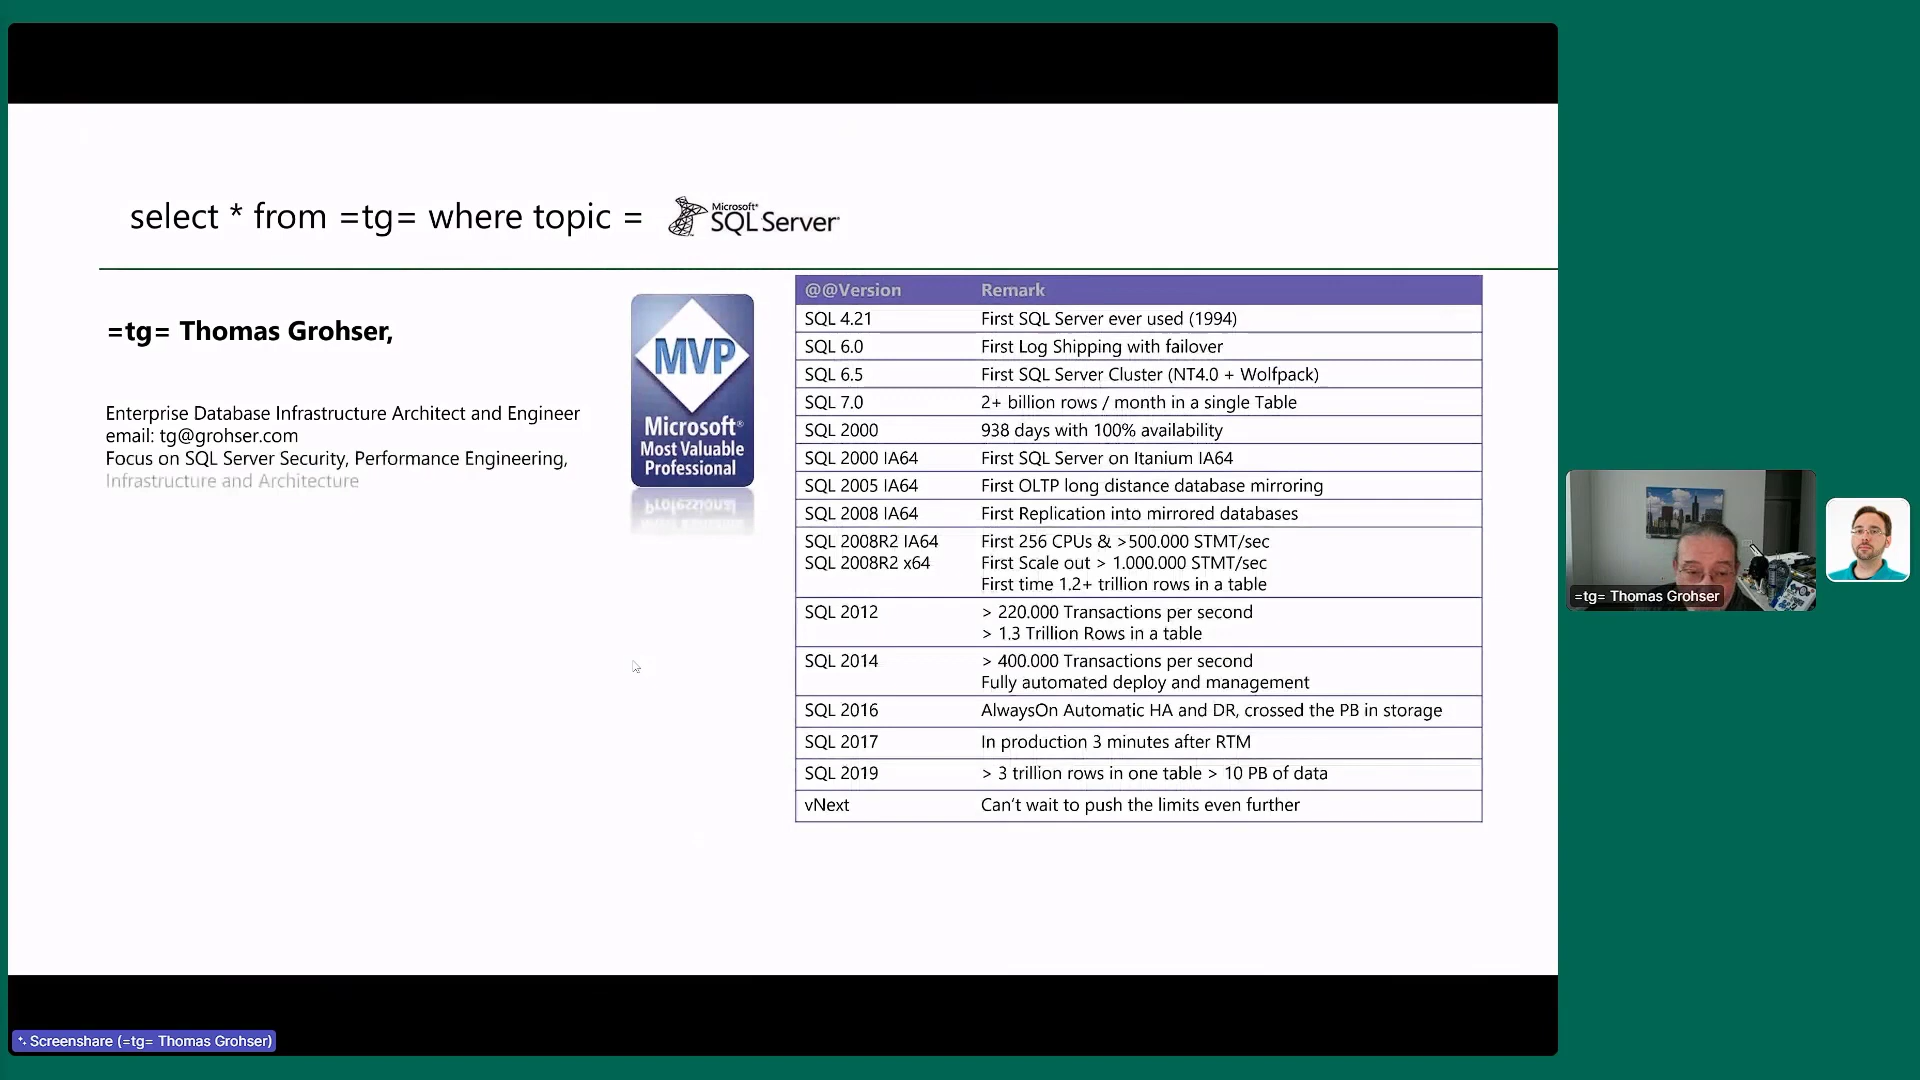 select * from =tg= where topic =
Microsoft®
SQL Server
=tg= Thomas Grohser,
Enterprise Database Infrastructure Architect and Engineer
email: tg@grohser.com
Focus on SQL Server Security, Performance Engineering,
Infrastructure and Architecture
MVP
Microsoft®
Most Valuable
Professional
@@Version Remark
SQL 4.21 First SQL Server ever used (1994)
SQL 6.0 First Log Shipping with failover
SQL 6.5 First SQL Server Cluster (NT4.0 + Wolfpack)
SQL 7.0 2+ billion rows / month in a single Table
SQL 2000 938 days with 100% availability
SQL 2000 IA64 First SQL Server on Itanium IA64
SQL 2005 IA64 First OLTP long distance database mirroring
SQL 2008 IA64 First Replication into mirrored databases
SQL 2008R2 IA64 First 256 CPUs & >500.000 STMT/sec
SQL 2008R2 x64 First Scale out > 1.000.000 STMT/sec
First time 1.2+ trillion rows in a table
SQL 2012 > 220.000 Transactions per second
> 1.3 Trillion Rows in a table
SQL 2014 > 400.000 Transactions per second
Fully automated deploy and management
SQL 2016 AlwaysOn Automatic HA and DR, crossed the PB in storage
SQL 2017 In production 3 minutes after RTM
SQL 2019 > 3 trillion rows in one table > 10 PB of data
vNext Can't wait to push the limits even further
=tg= Thomas Grohser
Screenshare (=tg= Thomas Grohser)